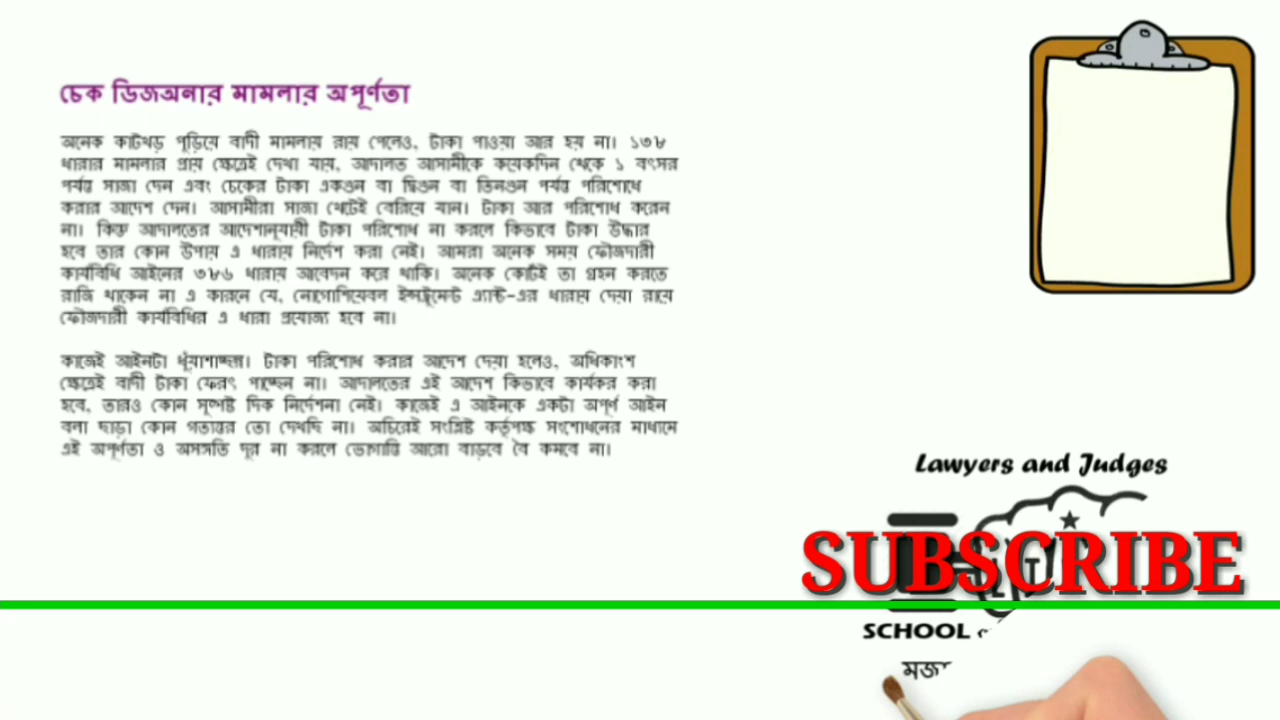 চেক ডিজঅনার মামলার অপূর্ণতা
অনেক কাটখড় পুড়িয়ে বাদী মামলায় রায় পেলেও, টাকা পাওয়া আর হয় না। ১৩৮
ধারার মামলার প্রায় ক্ষেত্রেই দেখা যায়, আদালত আসামীকে কয়েকদিন থেকে ১ বৎসর
পর্যন্ত সাজা দেন এবং চেকের টাকা একগুন বা দ্বিগুন বা তিনগুন পর্যন্ত পরিশোধে
করার আদেশ দেন। আসামীরা সাজা খেটেই বেরিয়ে যান। টাকা আর পরিশোধ করেন
না। কিন্তু আদালতের আদেশানুযায়ী টাকা পরিশোধ না করলে কিভাবে টাকা উদ্ধার
হবে তার কোন উপায় এ ধারায় নির্দেশ করা নেই। আমরা অনেক সময় ফৌজদারী
কার্যবিধি আইনের ৩৮৬ ধারায় আবেদন করে থাকি। অনেক কোর্টই তা গ্রহন করতে
রাজি থাকেন না এ কারনে যে, নোগোশিয়েবল ইন্সট্রুমেন্ট এ্যাক্ট-এর ধারায় দেয়া রায়ে
ফৌজদারী কার্যবিধির এ ধারা প্রযোজ্য হবে না।
কাজেই আইনটা ধুঁয়াশাচ্ছন্ন। টাকা পরিশোধ করার আদেশ দেয়া হলেও, অধিকাংশ
ক্ষেত্রেই বাদী টাকা ফেরৎ পাচ্ছেন না। আদালতের এই আদেশ কিভাবে কার্যকর করা
হবে, তারও কোন সুস্পষ্ট দিক নির্দেশনা নেই। কাজেই এ আইনকে একটা অপূর্ণ আইন
বলা ছাড়া কোন গত্যন্তর তো দেখছি না। অচিরেই সংশ্লিষ্ট কর্তৃপক্ষ সংশোধনের মাধ্যমে
এই অপূর্ণতা ও অসঙ্গতি দূর না করলে ভোগান্তি আরো বাড়বে বৈ কমবে না।
Lawyers and Judges
SUBSCRIBE
SCHOOL